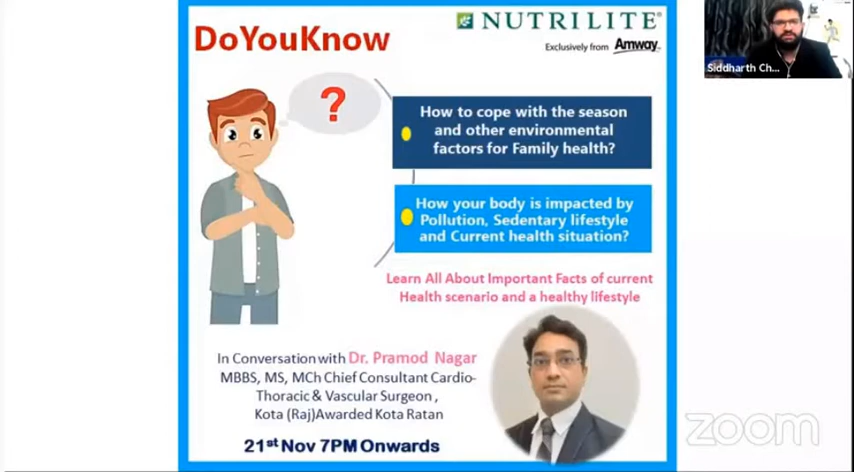 DoYouKnow
NUTRILITE®
Exclusively from Amway
?
How to cope with the season
and other environmental
factors for Family health?
How your body is impacted by
Pollution, Sedentary lifestyle
and Current health situation?
Learn All About Important Facts of current
Health scenario and a healthy lifestyle
In Conversation with Dr. Pramod Nagar
MBBS, MS, MCh Chief Consultant Cardio-
Thoracic & Vascular Surgeon ,
Kota (Raj)Awarded Kota Ratan
21st Nov 7PM Onwards
Siddharth Ch...
zoom